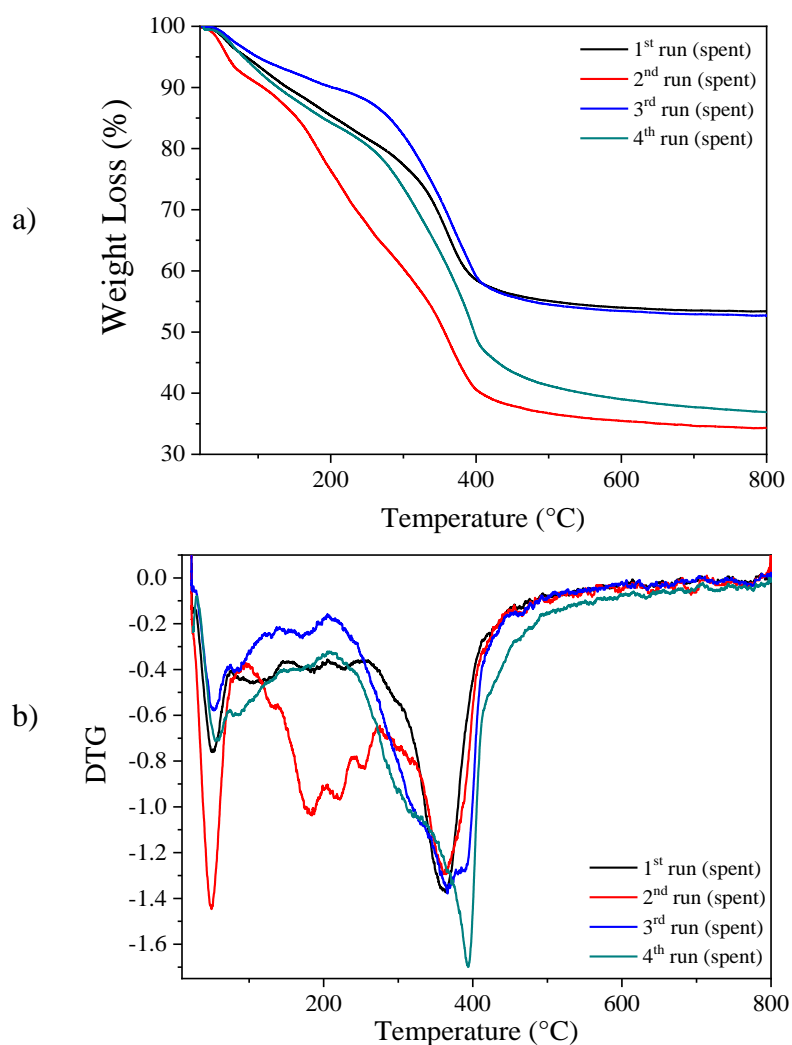 a)
Weight Loss (%)
100
90
80
70
60
50
40
30
1st run (spent)
2nd run (spent)
3rd run (spent)
4th run (spent)
200
400
600
800
Temperature (°C)
b)
DTG
0.0
-0.2
-0.4
-0.6
-0.8
-1.0
-1.2
-1.4
-1.6
1st run (spent)
2nd run (spent)
3rd run (spent)
4th run (spent)
200
400
600
800
Temperature (°C)